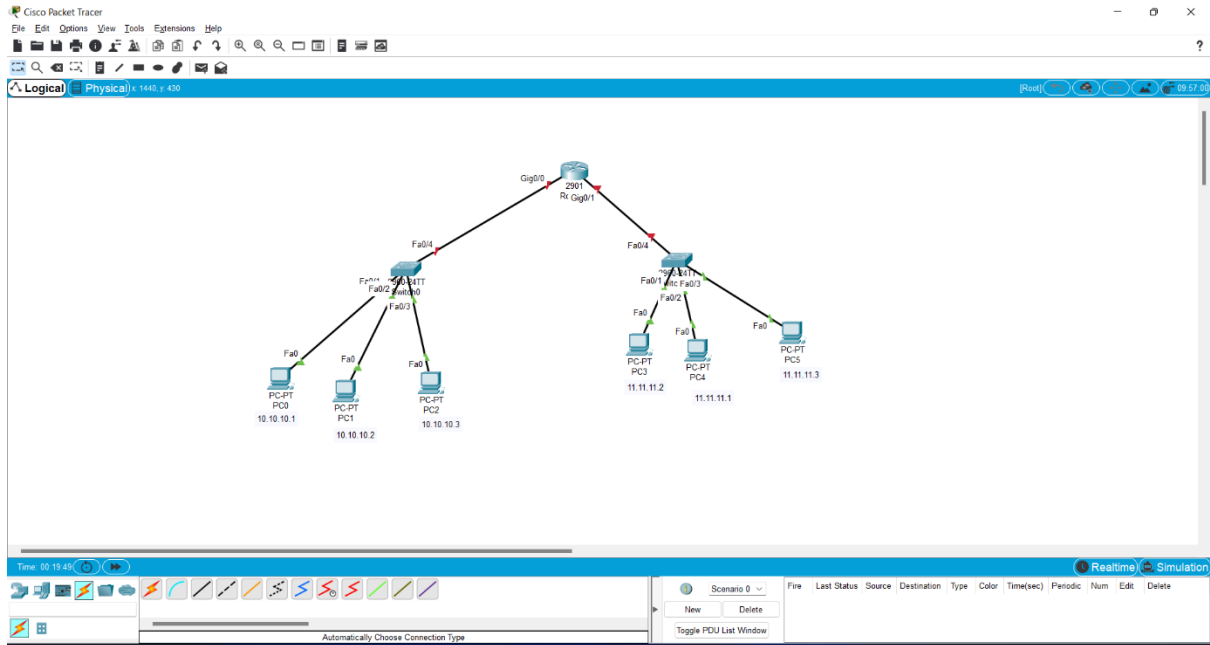 Cisco Packet Tracer
File Edit Options View Tools Extensions Help
?
Logical Physical x: 1440, y: 430 [Root] 09:57:00
Gig0/0
2901
Gig0/1
Fa0/4
Fa0/4
2960-24TT
Fa0/2 Switch0
Fa0/3
Fa0/1 Fa0/3
Fa0/2
Fa0
Fa0
Fa0
Fa0
Fa0
Fa0
PC-PT
PC0
10.10.10.1
PC-PT
PC1
10.10.10.2
PC-PT
PC2
10.10.10.3
PC-PT
PC3
11.11.11.2
PC-PT
PC4
11.11.11.1
PC-PT
PC5
11.11.11.3
Time: 00:19:49 Realtime Simulation
Scenario 0
New Delete
Toggle PDU List Window
Fire Last Status Source Destination Type Color Time(sec) Periodic Num Edit Delete
Automatically Choose Connection Type